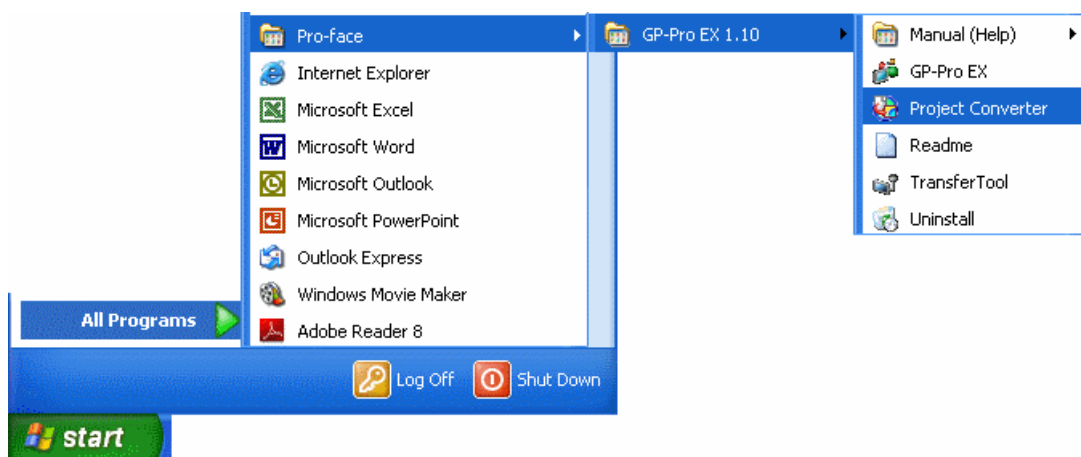 Pro-face
Internet Explorer
Microsoft Excel
Microsoft Word
Microsoft Outlook
Microsoft PowerPoint
Outlook Express
Windows Movie Maker
Adobe Reader 8
GP-Pro EX 1.10
Manual (Help)
GP-Pro EX
Project Converter
Readme
TransferTool
Uninstall
All Programs
Log Off
Shut Down
start